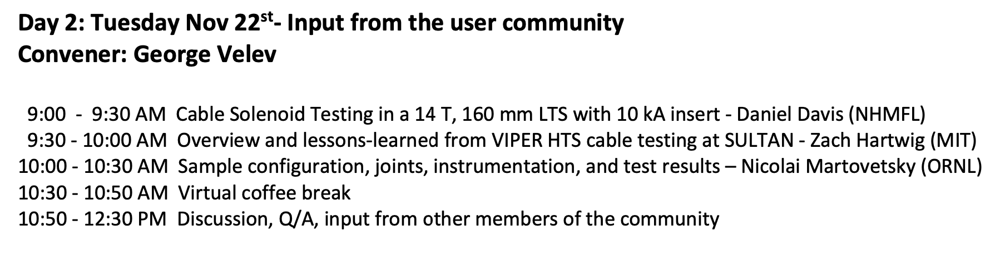 Day 2: Tuesday Nov 22st- Input from the user community
Convener: George Velev
9:00 - 9:30 AM Cable Solenoid Testing in a 14 T, 160 mm LTS with 10 kA insert - Daniel Davis (NHMFL)
9:30 - 10:00 AM Overview and lessons-learned from VIPER HTS cable testing at SULTAN - Zach Hartwig (MIT)
10:00 - 10:30 AM Sample configuration, joints, instrumentation, and test results – Nicolai Martovetsky (ORNL)
10:30 - 10:50 AM Virtual coffee break
10:50 - 12:30 PM Discussion, Q/A, input from other members of the community